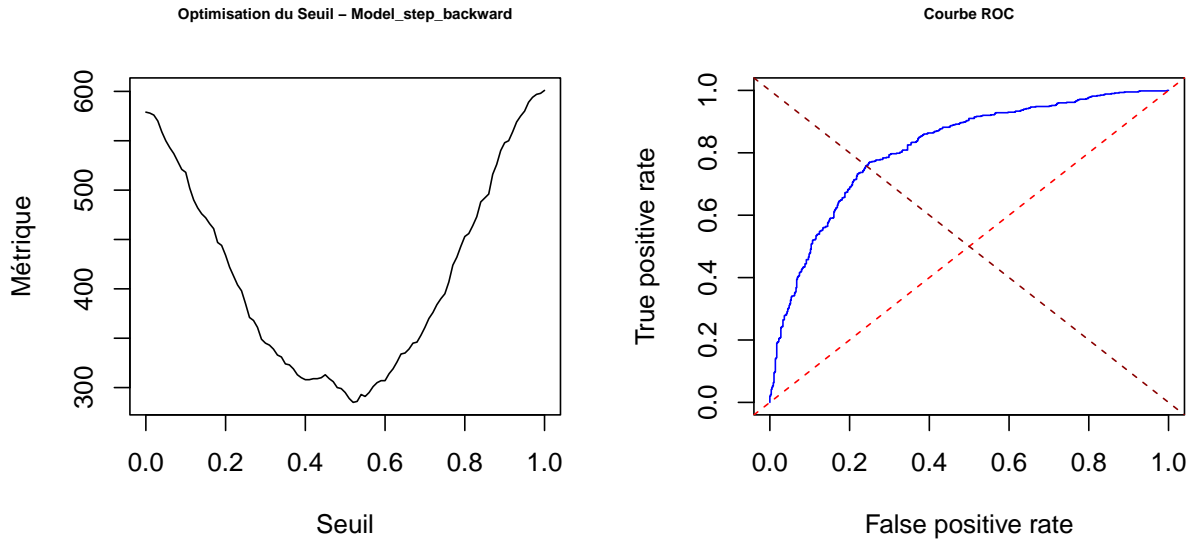 Optimisation du Seuil – Model_step_backward
Métrique
600
500
400
300
0.0 0.2 0.4 0.6 0.8 1.0
Seuil
Courbe ROC
True positive rate
1.0
0.8
0.6
0.4
0.2
0.0
0.0 0.2 0.4 0.6 0.8 1.0
False positive rate